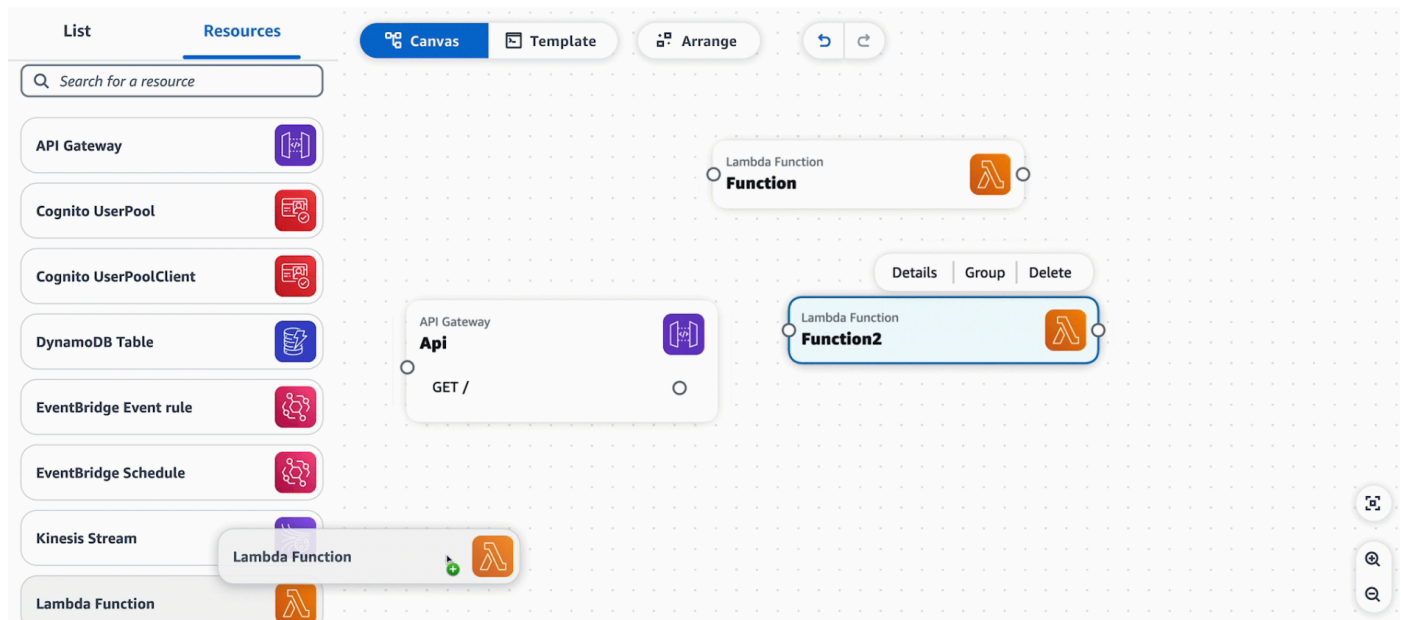 List
Resources
Canvas
Template
Arrange
Search for a resource
API Gateway
Cognito UserPool
Cognito UserPoolClient
DynamoDB Table
EventBridge Event rule
EventBridge Schedule
Kinesis Stream
Lambda Function
Lambda Function
Lambda Function
Function
Details
Group
Delete
Lambda Function
Function2
API Gateway
Api
GET /